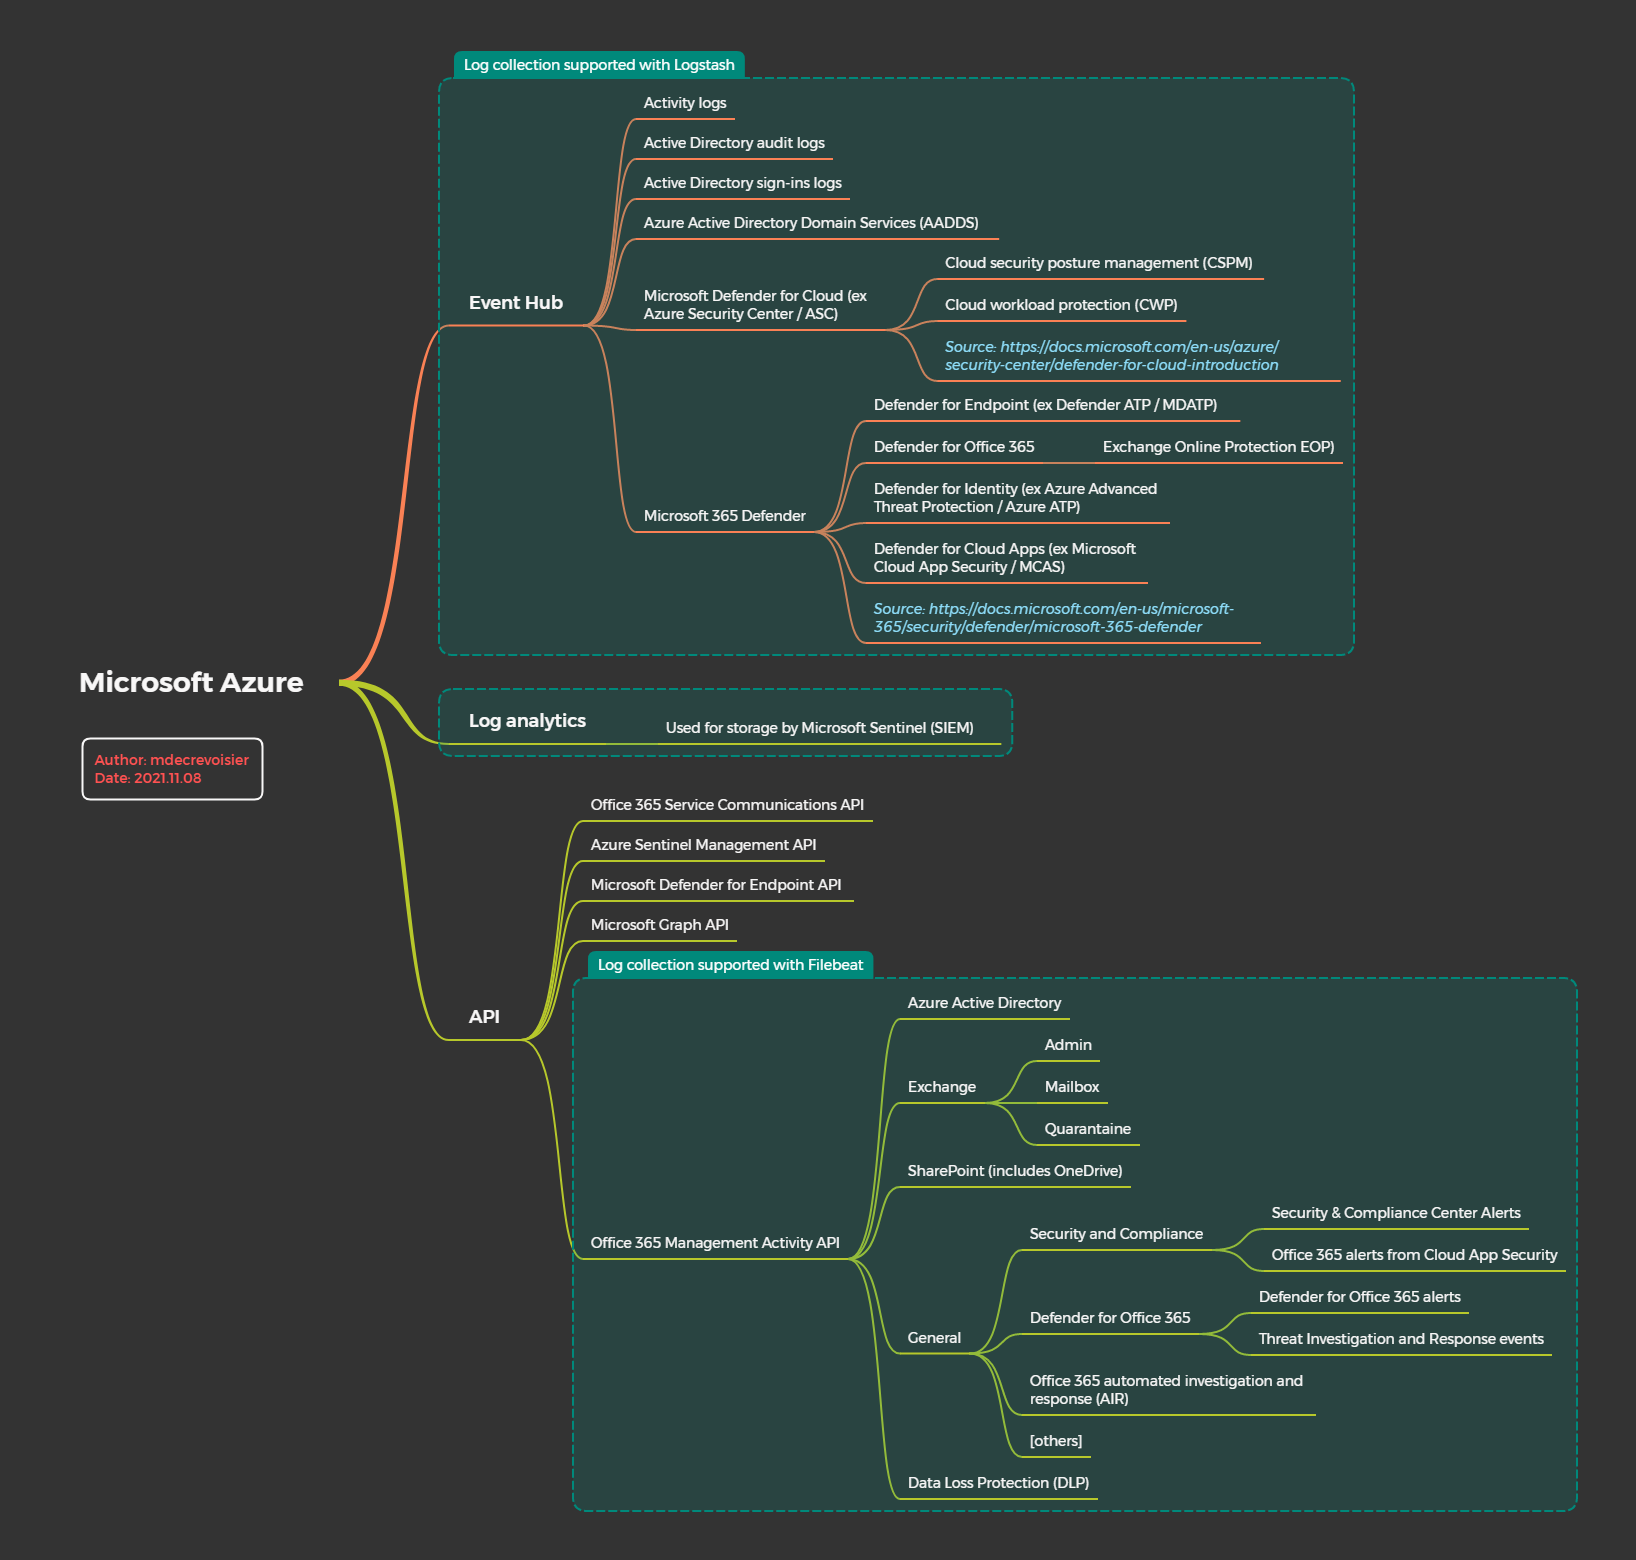 Log collection supported with Logstash
Activity logs
Active Directory audit logs
Active Directory sign-ins logs
Azure Active Directory Domain Services (AADDS)
Event Hub
Microsoft Defender for Cloud (ex
Azure Security Center / ASC)
Cloud security posture management (CSPM)
Cloud workload protection (CWP)
Source: https://docs.microsoft.com/en-us/azure/
security-center/defender-for-cloud-introduction
Microsoft 365 Defender
Defender for Endpoint (ex Defender ATP / MDATP)
Defender for Office 365
Exchange Online Protection EOP)
Defender for Identity (ex Azure Advanced
Threat Protection / Azure ATP)
Defender for Cloud Apps (ex Microsoft
Cloud App Security / MCAS)
Source: https://docs.microsoft.com/en-us/microsoft-
365/security/defender/microsoft-365-defender
Microsoft Azure
Author: mdecrevoisier
Date: 2021.11.08
Log analytics
Used for storage by Microsoft Sentinel (SIEM)
API
Office 365 Service Communications API
Azure Sentinel Management API
Microsoft Defender for Endpoint API
Microsoft Graph API
Log collection supported with Filebeat
Office 365 Management Activity API
Azure Active Directory
Exchange
Admin
Mailbox
Quarantaine
SharePoint (includes OneDrive)
General
Security and Compliance
Security & Compliance Center Alerts
Office 365 alerts from Cloud App Security
Defender for Office 365
Defender for Office 365 alerts
Threat Investigation and Response events
Office 365 automated investigation and
response (AIR)
[others]
Data Loss Protection (DLP)